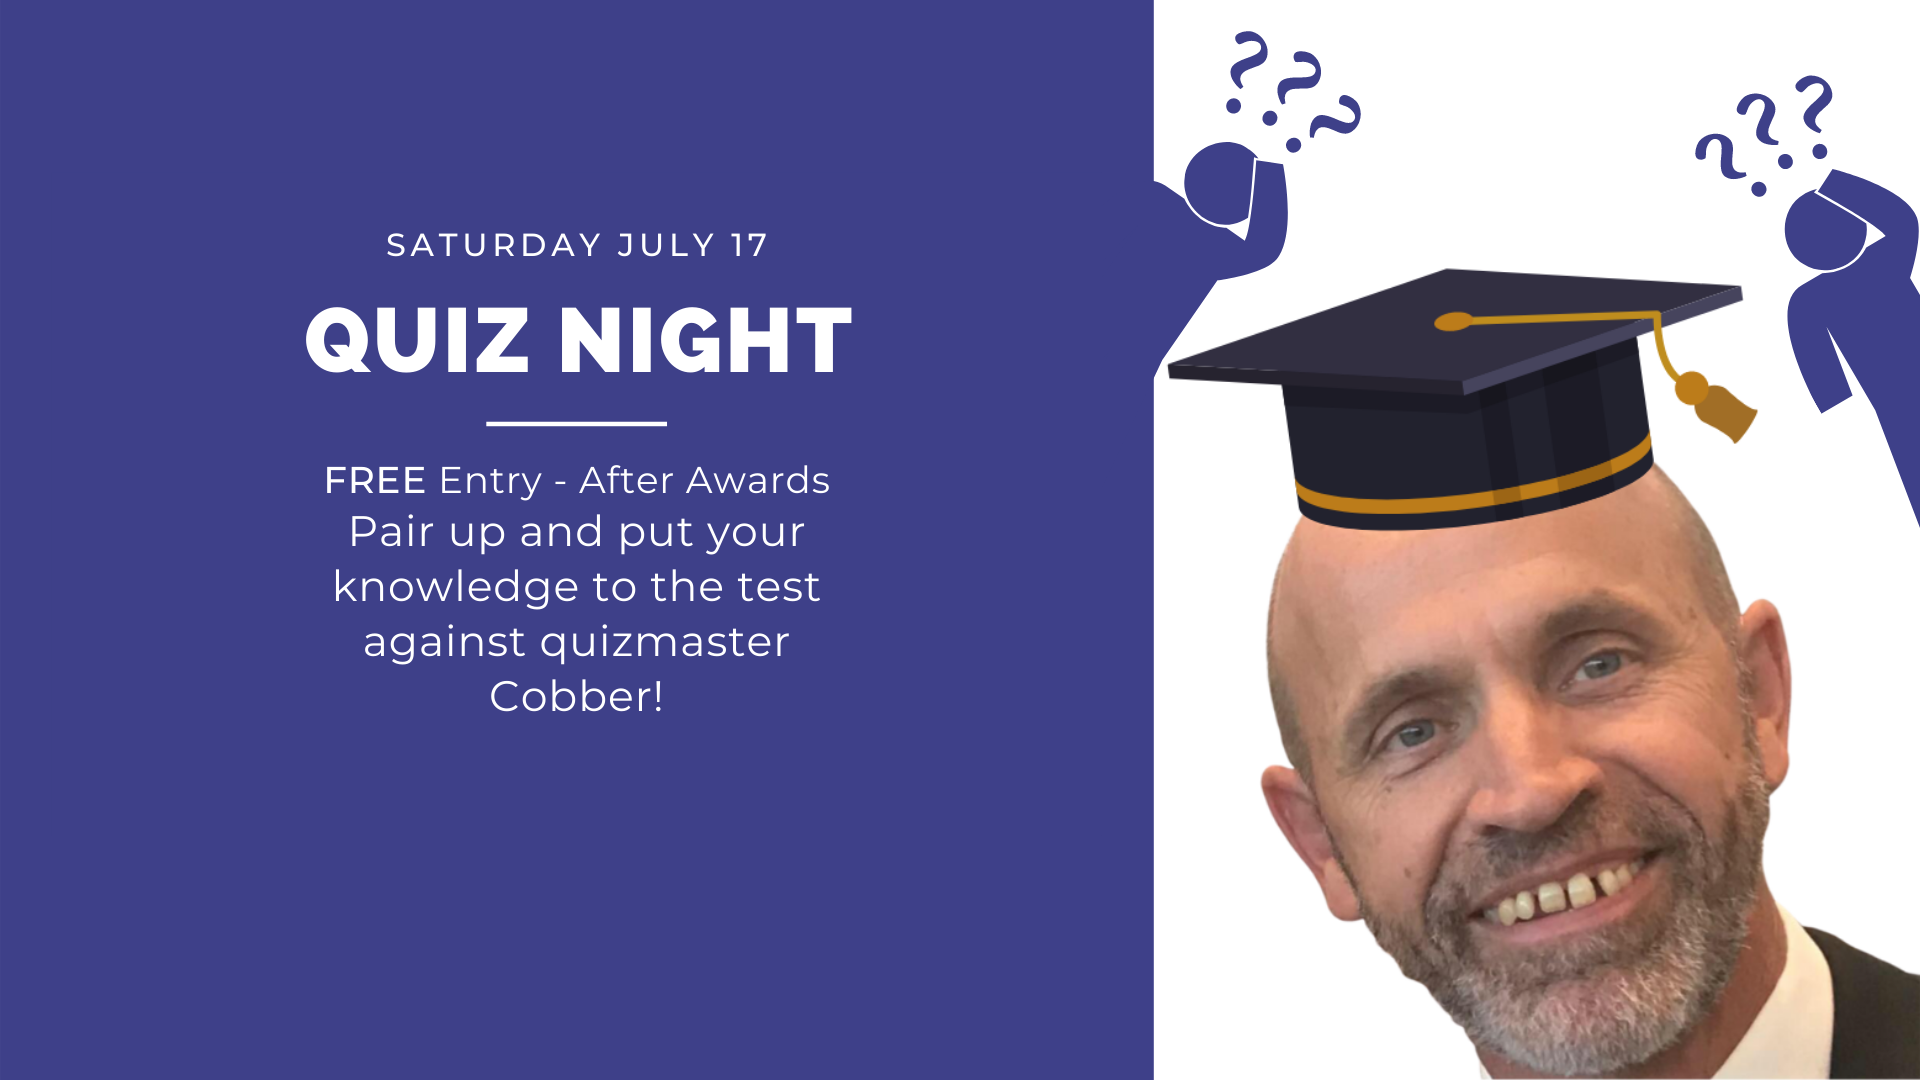 SATURDAY JULY 17
QUIZ NIGHT
FREE Entry - After Awards
Pair up and put your
knowledge to the test
against quizmaster
Cobber!
? ? ?
? ? ?